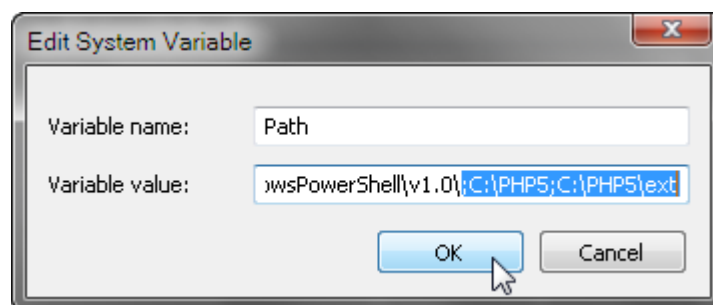 Edit System Variable
Variable name: Path
Variable value: owsPowerShell\v1.0\;C:\PHP5;C:\PHP5\ext
OK Cancel